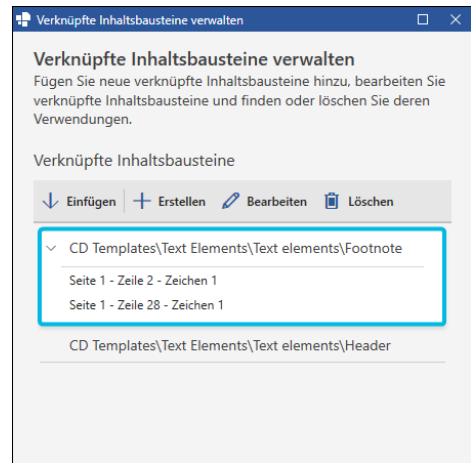 Verknüpfte Inhaltsbausteine verwalten
Verknüpfte Inhaltsbausteine verwalten
Fügen Sie neue verknüpfte Inhaltsbausteine hinzu, bearbeiten Sie
verknüpfte Inhaltsbausteine und finden oder löschen Sie deren
Verwendungen.
Verknüpfte Inhaltsbausteine
Einfügen Erstellen Bearbeiten Löschen
CD Templates\Text Elements\Text elements\Footnote
Seite 1 - Zeile 2 - Zeichen 1
Seite 1 - Zeile 28 - Zeichen 1
CD Templates\Text Elements\Text elements\Header